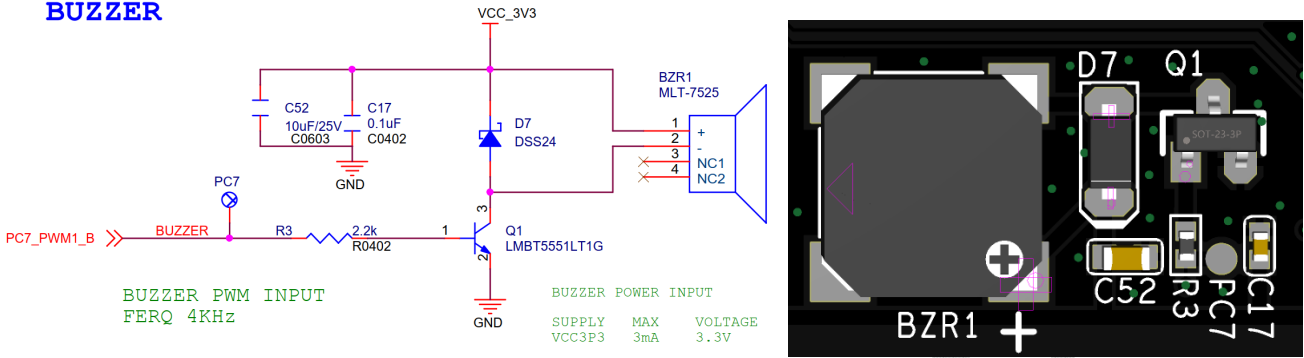 BUZZER
VCC_3V3
C52
10uF/25V
C0603
C17
0.1uF
C0402
GND
D7
DSS24
BZR1
MLT-7525
1 +
2 -
3 NC1
4 NC2
PC7
PC7_PWM1_B
BUZZER
R3
2.2k
R0402
1
3
2
Q1
LMBT5551LT1G
GND
BUZZER PWM INPUT
FERQ 4KHz
BUZZER POWER INPUT
SUPPLY MAX VOLTAGE
VCC3P3 3mA 3.3V
D7
Q1
SOT-23-3P
C52
R3
PC7
C17
BZR1 +